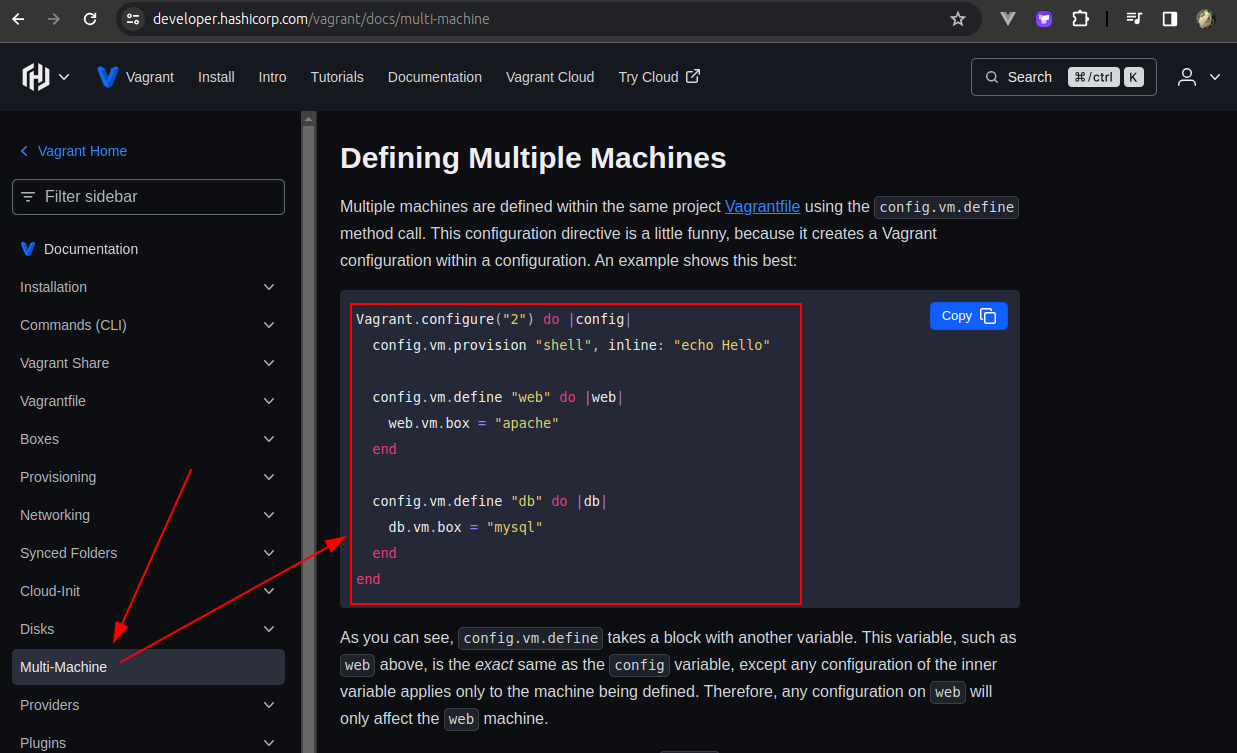 developer.hashicorp.com/vagrant/docs/multi-machine
Vagrant Install Intro Tutorials Documentation Vagrant Cloud Try Cloud Search ⌘/ctrl K
Vagrant Home
Filter sidebar
Documentation
Installation
Commands (CLI)
Vagrant Share
Vagrantfile
Boxes
Provisioning
Networking
Synced Folders
Cloud-Init
Disks
Multi-Machine
Providers
Plugins
Defining Multiple Machines
Multiple machines are defined within the same project Vagrantfile using the config.vm.define
method call. This configuration directive is a little funny, because it creates a Vagrant
configuration within a configuration. An example shows this best:
Copy
Vagrant.configure("2") do |config|
  config.vm.provision "shell", inline: "echo Hello"
  config.vm.define "web" do |web|
    web.vm.box = "apache"
  end
  config.vm.define "db" do |db|
    db.vm.box = "mysql"
  end
end
As you can see, config.vm.define takes a block with another variable. This variable, such as
web above, is the exact same as the config variable, except any configuration of the inner
variable applies only to the machine being defined. Therefore, any configuration on web will
only affect the web machine.